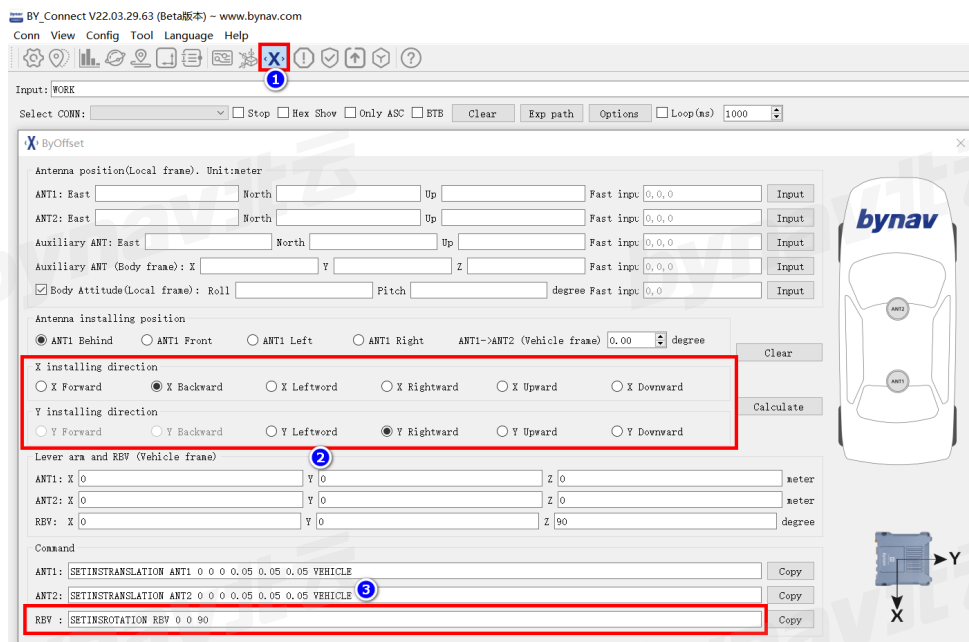 BY_Connect V22.03.29.63 (Beta版本) ~ www.bynav.com
Conn View Config Tool Language Help
1
Input: WORK
Select CONN: Stop Hex Show Only ASC BTB Clear Exp path Options Loop(ms) 1000
ByOffset
Antenna position(Local frame). Unit:meter
ANT1: East North Up Fast inpu 0,0,0 Input
ANT2: East North Up Fast inpu 0,0,0 Input
Auxiliary ANT: East North Up Fast inpu 0,0,0 Input
Auxiliary ANT (Body frame): X Y Z Fast inpu 0,0,0 Input
Body Attitude(Local frame): Roll Pitch degree Fast inpu 0,0 Input
bynav
ANT2
Antenna installing position
ANT1 Behind ANT1 Front ANT1 Left ANT1 Right ANT1->ANT2 (Vehicle frame) 0.00 degree
Clear
X installing direction
X Forward X Backward X Leftword X Rightward X Upward X Downward
ANT1
Calculate
Y installing direction
Y Forward Y Backward Y Leftword Y Rightward Y Upward Y Downward
2
Lever arm and RBV (Vehicle frame)
ANT1: X 0 Y 0 Z 0 meter
ANT2: X 0 Y 0 Z 0 meter
RBV: X 0 Y 0 Z 90 degree
Command
ANT1: SETINSTRANSLATION ANT1 0 0 0 0.05 0.05 0.05 VEHICLE Copy
ANT2: SETINSTRANSLATION ANT2 0 0 0 0.05 0.05 0.05 VEHICLE Copy
3
RBV : SETINSROTATION RBV 0 0 90 Copy
Y
X